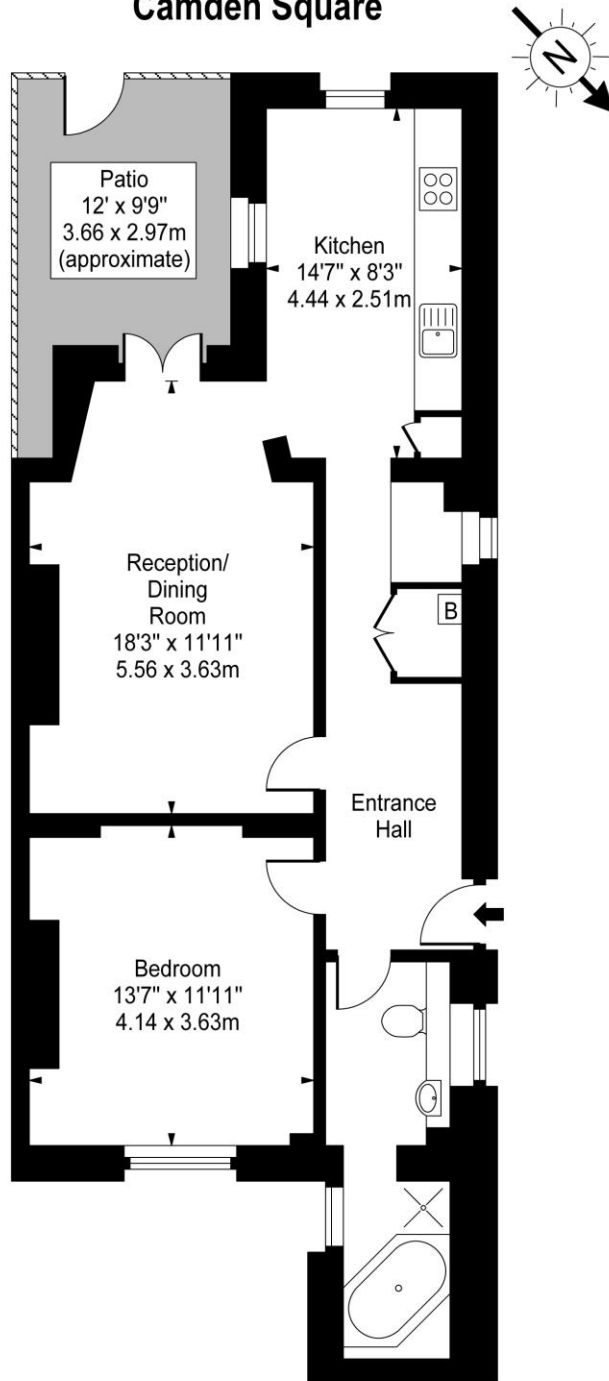 Camden Square
N
Patio
12' x 9'9"
3.66 x 2.97m
(approximate)
Kitchen
14'7" x 8'3"
4.44 x 2.51m
Reception/
Dining
Room
18'3" x 11'11"
5.56 x 3.63m
B
Entrance
Hall
Bedroom
13'7" x 11'11"
4.14 x 3.63m